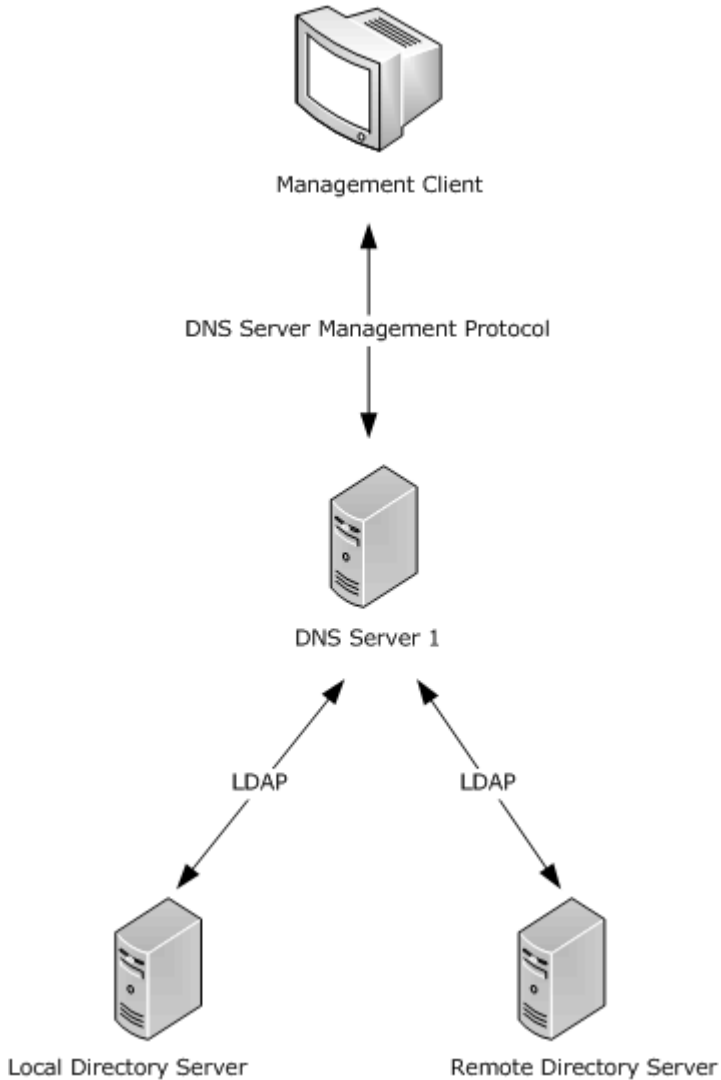 Management Client
DNS Server Management Protocol
DNS Server 1
LDAP
LDAP
Local Directory Server
Remote Directory Server